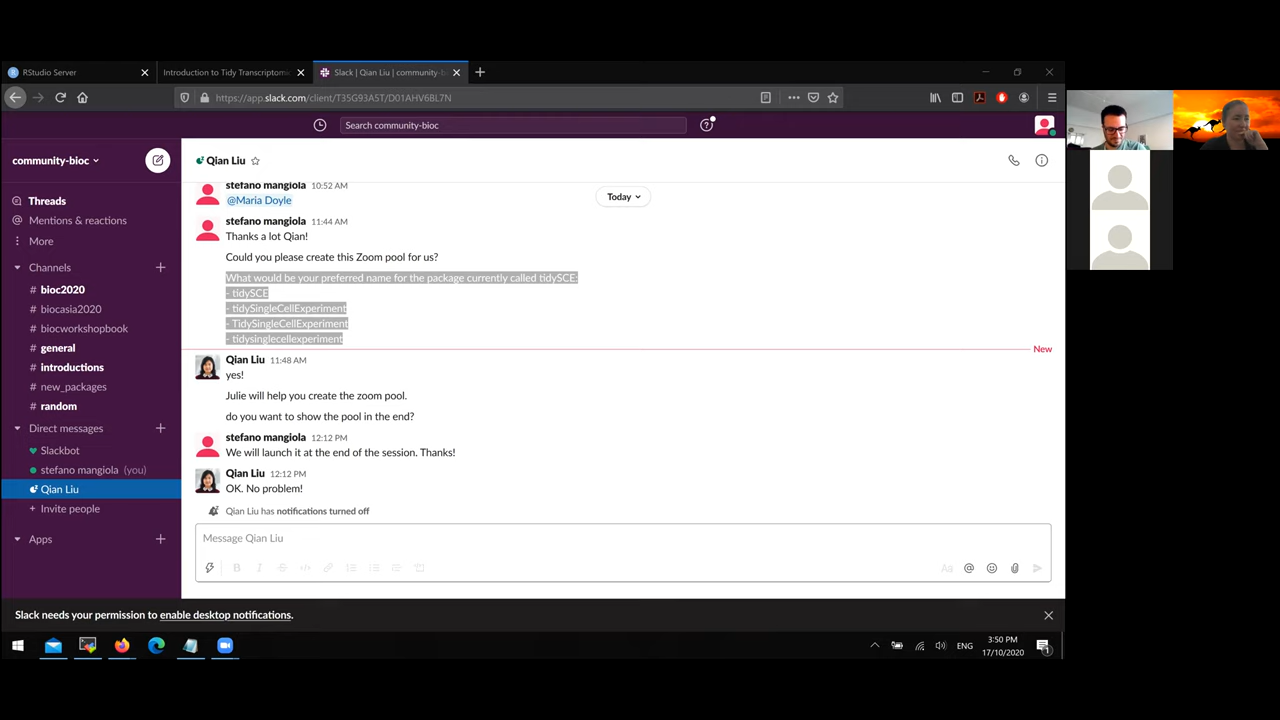 RStudio Server
Introduction to Tidy Transcriptomic
Slack | Qian Liu | community-bi
https://app.slack.com/client/T35G93A5T/D01AHV6BL7N
Search community-bioc
community-bioc
Qian Liu
Threads
Mentions & reactions
More
Channels
# bioc2020
# biocasia2020
# biocworkshopbook
# general
# introductions
# new_packages
# random
Direct messages
Slackbot
stefano mangiola (you)
Qian Liu
+ Invite people
Apps
stefano mangiola 10:52 AM
Today
@Maria Doyle
stefano mangiola 11:44 AM
Thanks a lot Qian!
Could you please create this Zoom pool for us?
What would be your preferred name for the package currently called tidySCE:
- tidySCE
- tidySingleCellExperiment
- TidySingleCellExperiment
- tidysinglecellexperiment
New
Qian Liu 11:48 AM
yes!
Julie will help you create the zoom pool.
do you want to show the pool in the end?
stefano mangiola 12:12 PM
We will launch it at the end of the session. Thanks!
Qian Liu 12:12 PM
OK. No problem!
Qian Liu has notifications turned off
Message Qian Liu
Slack needs your permission to enable desktop notifications.
ENG
3:50 PM
17/10/2020